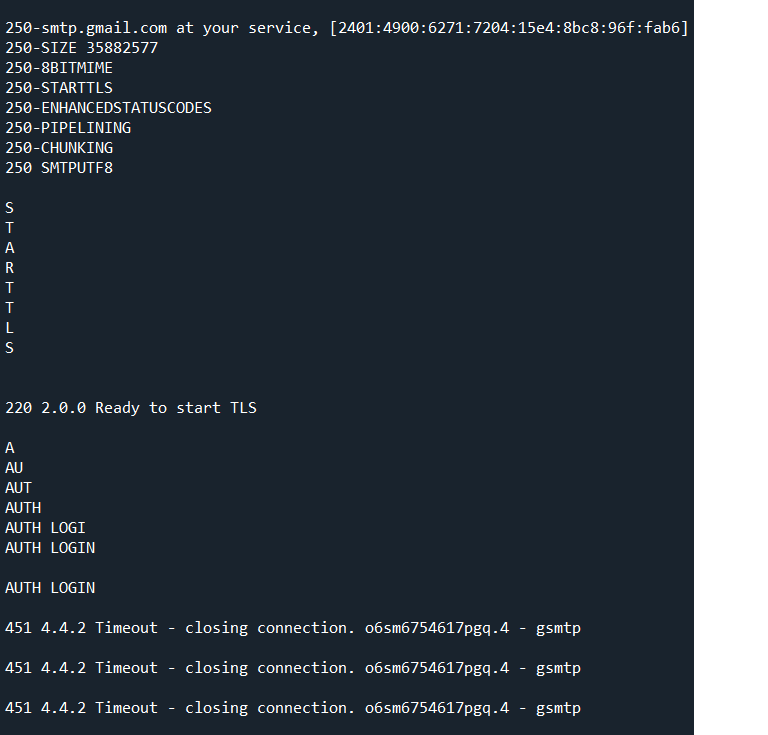 250-smtp.gmail.com at your service, [2401:4900:6271:7204:15e4:8bc8:96f:fab6]
250-SIZE 35882577
250-8BITMIME
250-STARTTLS
250-ENHANCEDSTATUSCODES
250-PIPELINING
250-CHUNKING
250 SMTPUTF8
S
T
A
R
T
T
L
S
220 2.0.0 Ready to start TLS
A
AU
AUT
AUTH
AUTH LOGI
AUTH LOGIN
AUTH LOGIN
451 4.4.2 Timeout - closing connection. o6sm6754617pgq.4 - gsmtp
451 4.4.2 Timeout - closing connection. o6sm6754617pgq.4 - gsmtp
451 4.4.2 Timeout - closing connection. o6sm6754617pgq.4 - gsmtp